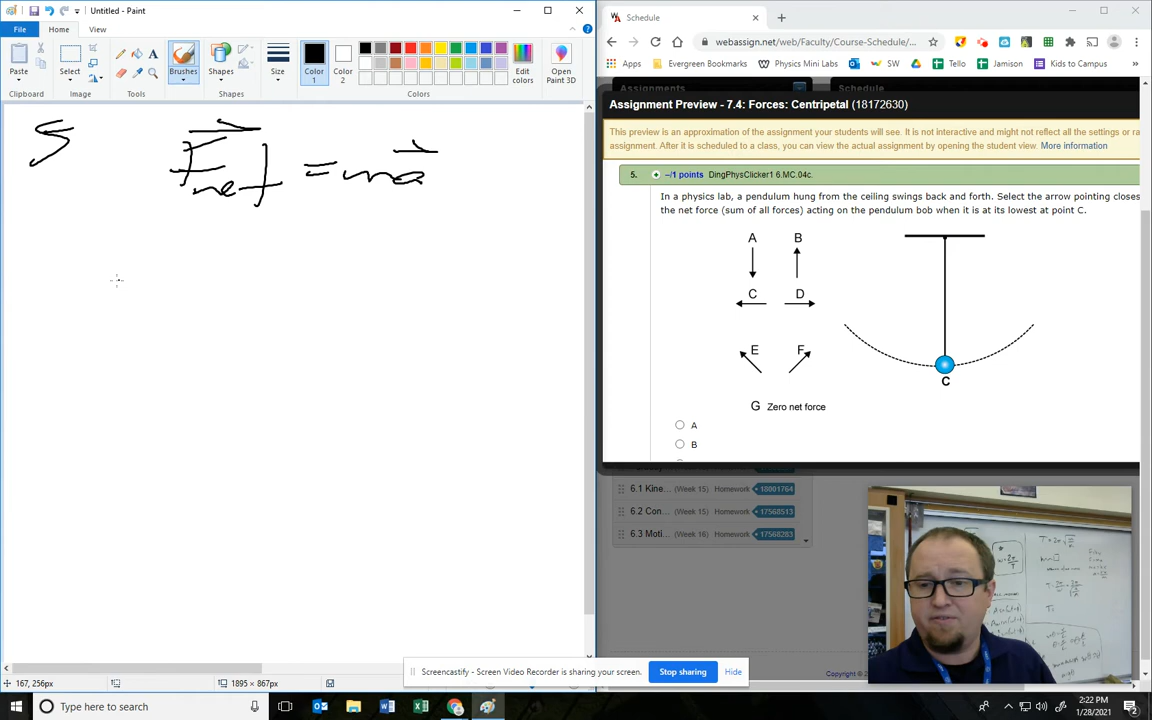 Untitled - Paint
File
Home
View
Paste
Select
Brushes
Shapes
Size
Color
1
Color
2
Edit
colors
Open
Paint 3D
Clipboard
Image
Tools
Shapes
Colors
5 F net = ma
167, 256
1895 × 867px
Schedule
webassign.net/web/Faculty/Course-Schedule/...
Apps
Evergreen Bookmarks
Physics MiniLabs
SW
Tello
Jamison
Kids to Campus
Assignments
Schedule
Assignment Preview - 7.4: Forces: Centripetal (18172630)
This preview is an approximation of the assignment your students will see. It is not interactive and might not reflect all the settings or ra
assignment. After it is scheduled to a class, you can view the actual assignment by opening the student view. More information
5. –/1 points DingPhysClicker1 6.MC.04c.
In a physics lab, a pendulum hung from the ceiling swings back and forth. Select the arrow pointing closes
the net force (sum of all forces) acting on the pendulum bob when it is at its lowest at point C.
A B
C D
E F
C
G Zero net force
A
B
6.1 Kine... (Week 15) Homework 18001764
6.2 Con... (Week 15) Homework 17568513
6.3 Moti... (Week 16) Homework 17568283
Copyright ©
Screencastify - Screen Video Recorder is sharing your screen.
Stop sharing
Hide
Type here to search
2:22 PM
1/28/2021